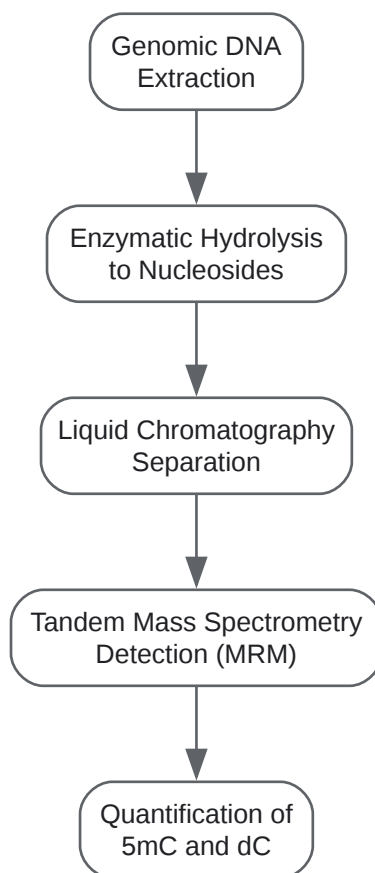 Genomic DNA
Extraction
Enzymatic Hydrolysis
to Nucleosides
Liquid Chromatography
Separation
Tandem Mass Spectrometry
Detection (MRM)
Quantification of
5mC and dC